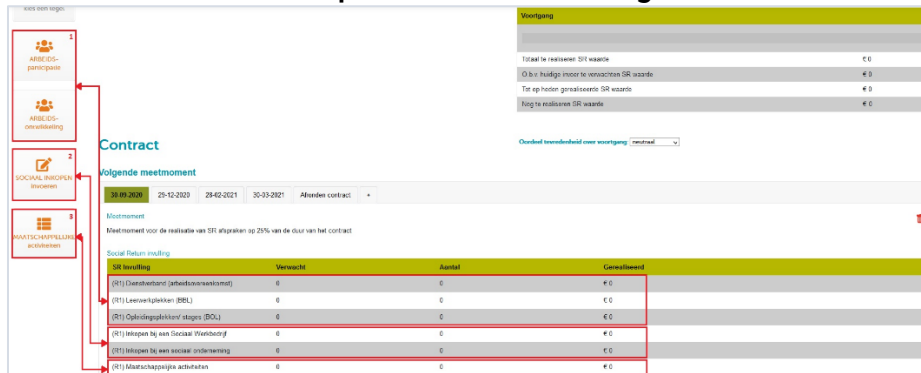 kies een tegel.
1
ARBEIDS-
participatie
ARBEIDS-
ontwikkeling
2
SOCIAAL INKOPEN
invoeren
3
MAATSCHAPPELIJKE
activiteiten
Voortgang
Totaal te realiseren SR waarde € 0
O.b.v. huidige invoer te verwachten SR waarde € 0
Tot op heden gerealiseerde SR waarde € 0
Nog te realiseren SR waarde € 0
Contract
Oordeel tevredenheid over voortgang: neutraal
Volgende meetmoment
30-09-2020 29-12-2020 28-02-2021 30-03-2021 Afronden contract +
Meetmoment
Meetmoment voor de realisatie van SR afspraken op 25% van de duur van het contract
Social Return invulling
SR Invulling Verwacht Aantal Gerealiseerd
(R1) Dienstverband (arbeidsovereenkomst) 0 0 € 0
(R1) Leerwerkplekken (BBL) 0 0 € 0
(R1) Opleidingsplekken/ stages (BOL) 0 0 € 0
(R1) Inkopen bij een Sociaal Werkbedrijf 0 0 € 0
(R1) Inkopen bij een sociaal onderneming 0 0 € 0
(R1) Maatschappelijke activiteiten 0 0 € 0